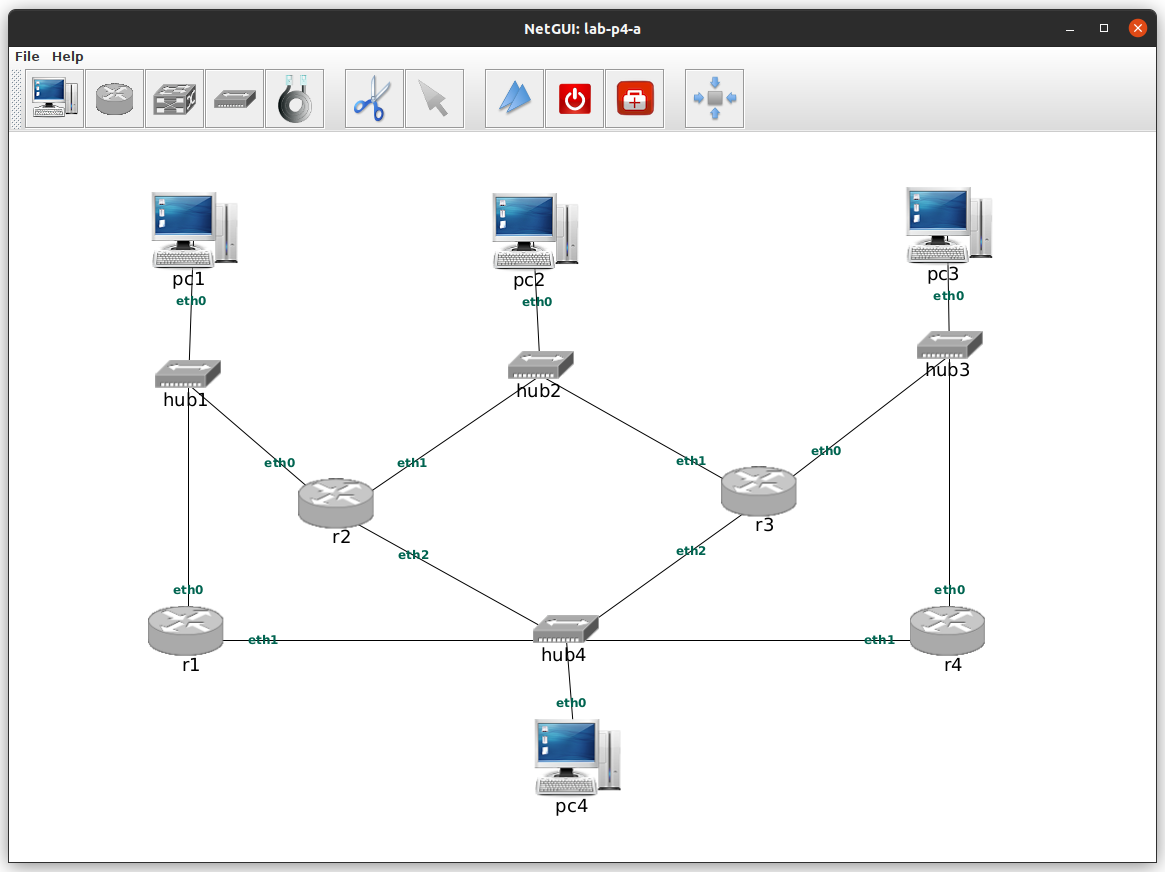 NetGUI: lab-p4-a
File Help
pc1
eth0
pc2
eth0
pc3
eth0
hub1
hub2
hub3
eth0
eth1
eth1
eth0
r2
r3
eth2
eth2
eth0
eth0
r1
eth1
hub4
eth1
r4
eth0
pc4